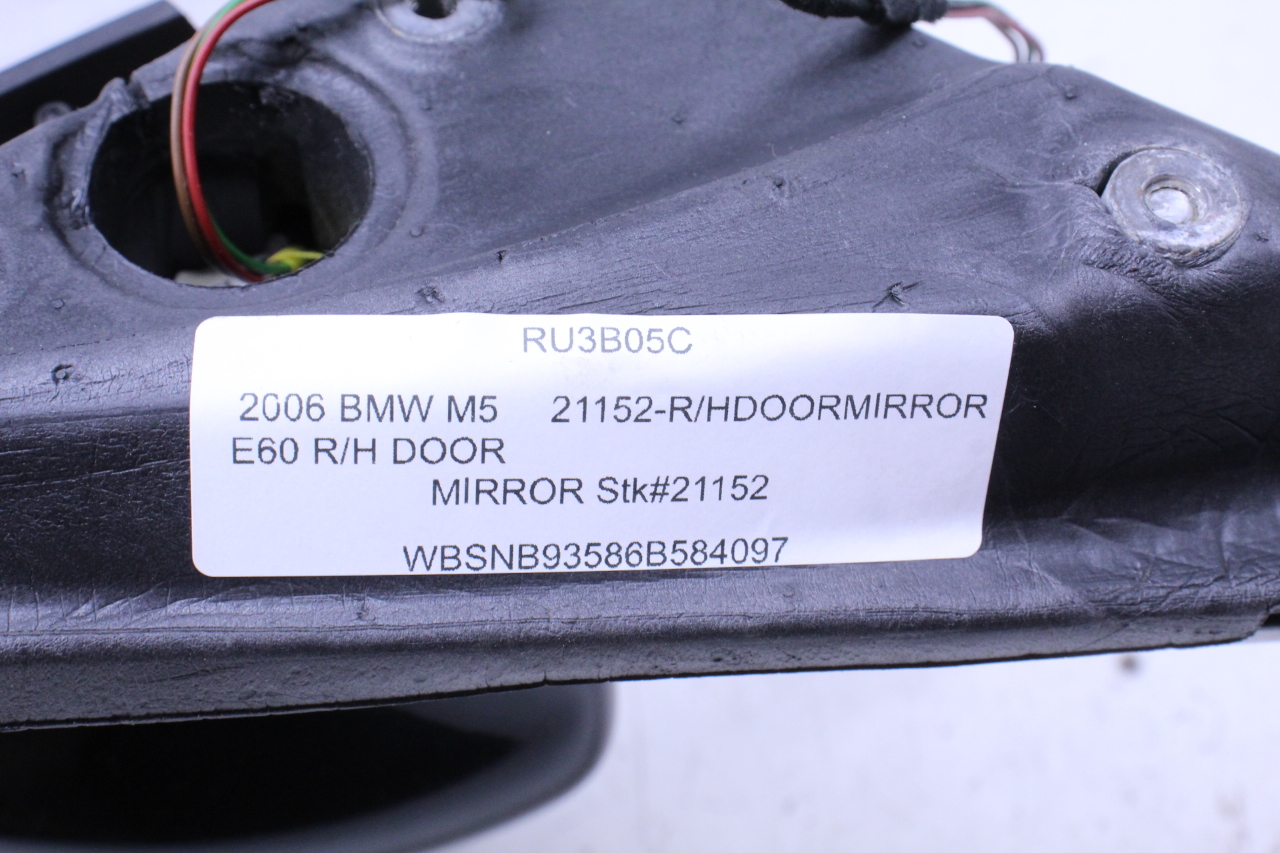 RU3B05C
2006 BMW M5 21152-R/HDOORMIRROR
E60 R/H DOOR
MIRROR Stk#21152
WBSNB93586B584097